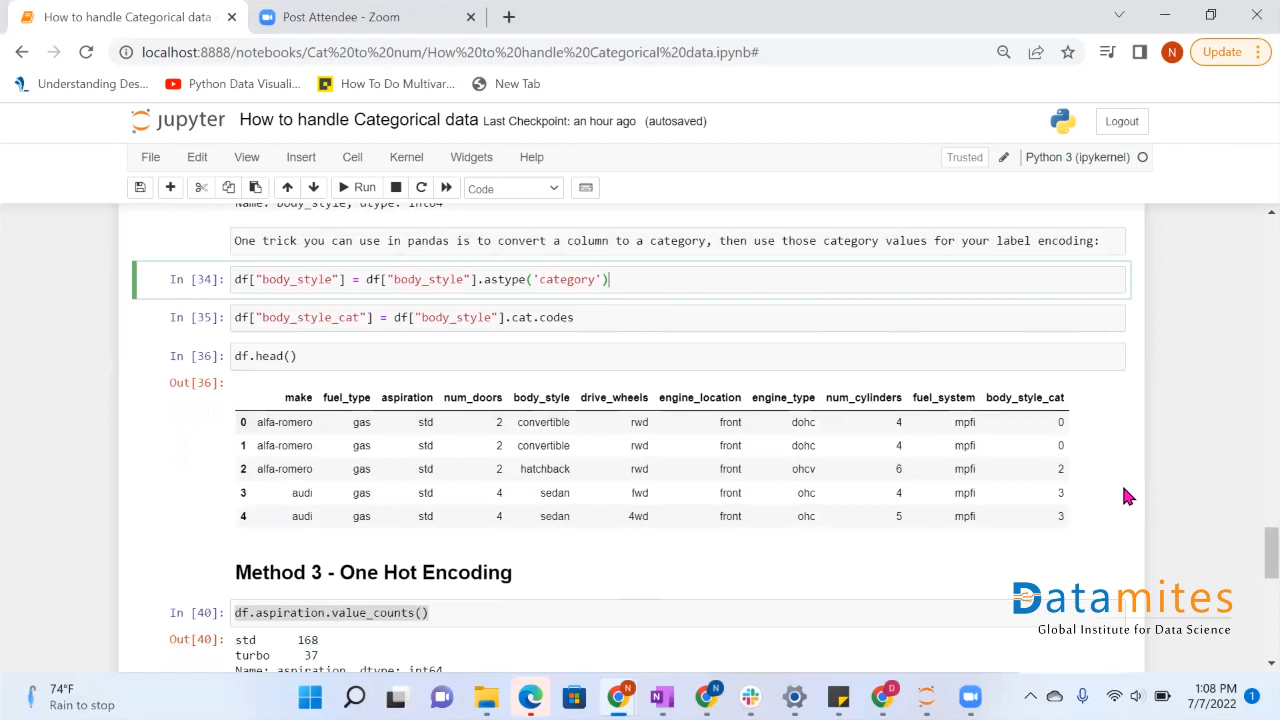 How to handle Categorical data -
Post Attendee - Zoom
localhost:8888/notebooks/Cat%20to%20num/How%20to%20handle%20Categorical%20data.ipynb#
N
Update
Understanding Des...
Python Data Visuali...
How To Do Multivar...
New Tab
jupyter How to handle Categorical data Last Checkpoint: an hour ago (autosaved)
Logout
File Edit View Insert Cell Kernel Widgets Help
Trusted
Python 3 (ipykernel)
Run
Code
Name: body_style, dtype: int64
One trick you can use in pandas is to convert a column to a category, then use those category values for your label encoding:
In [34]: df["body_style"] = df["body_style"].astype('category')
In [35]: df["body_style_cat"] = df["body_style"].cat.codes
In [36]: df.head()
Out[36]:
make fuel_type aspiration num_doors body_style drive_wheels engine_location engine_type num_cylinders fuel_system body_style_cat
0 alfa-romero gas std 2 convertible rwd front dohc 4 mpfi 0
1 alfa-romero gas std 2 convertible rwd front dohc 4 mpfi 0
2 alfa-romero gas std 2 hatchback rwd front ohcv 6 mpfi 2
3 audi gas std 4 sedan fwd front ohc 4 mpfi 3
4 audi gas std 4 sedan 4wd front ohc 5 mpfi 3
Method 3 - One Hot Encoding
In [40]: df.aspiration.value_counts()
Out[40]:
std 168
turbo 37
Name: aspiration, dtype: int64
Datamites
Global Institute for Data Science
74°F
Rain to stop
N
N
D
1:08 PM
7/7/2022
1